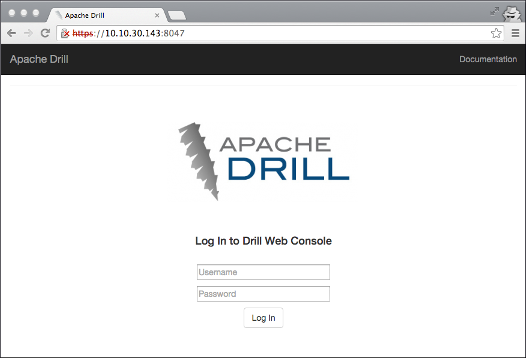 Apache Drill
https://10.10.30.143:8047
Apache Drill
Documentation
APACHE
DRILL
Log In to Drill Web Console
Username
Password
Log In